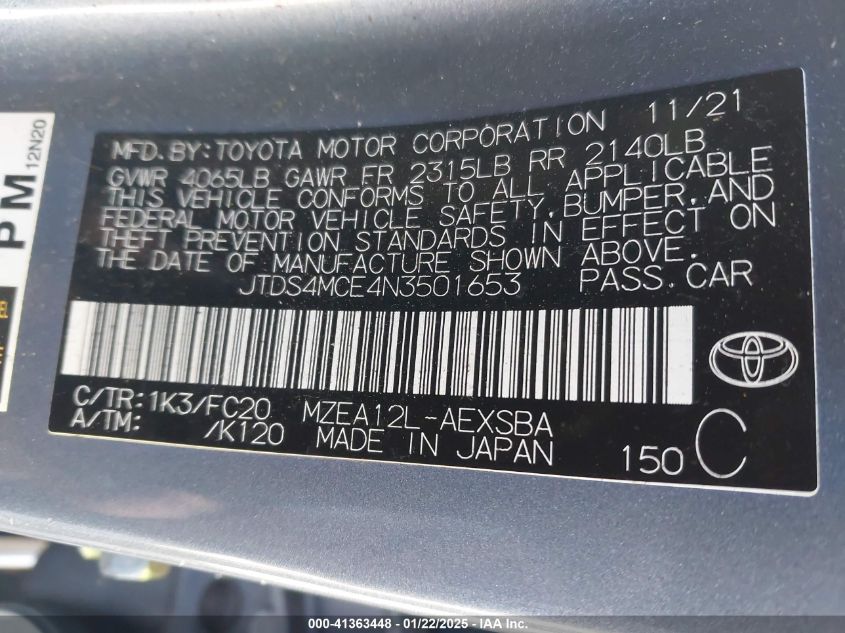 PM
12N20
MFD. BY: TOYOTA MOTOR CORPORATION 11/21
GVWR 4065LB GAWR FR 2315LB RR 2140LB
THIS VEHICLE CONFORMS TO ALL APPLICABLE
FEDERAL MOTOR VEHICLE SAFETY, BUMPER, AND
THEFT PREVENTION STANDARDS IN EFFECT ON
THE DATE OF MANUFACTURE SHOWN ABOVE.
JTDS4MCE4N3501653 PASS. CAR
C/TR: 1K3/FC20 MZEA12L-AEXSBA
A/TM: /K120 MADE IN JAPAN 150 C
000-41363448 - 01/22/2025 - IAA Inc.